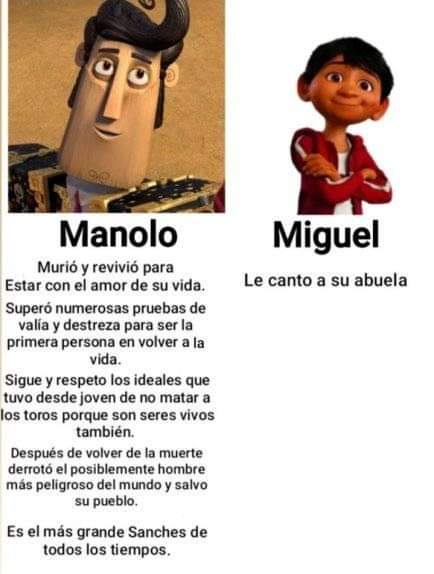 Manolo
Murió y revivió para
Estar con el amor de su vida.
Superó numerosas pruebas de
valía y destreza para ser la
primera persona en volver a la
vida.
Sigue y respeto los ideales que
tuvo desde joven de no matar a
los toros porque son seres vivos
también.
Después de volver de la muerte
derrotó el posiblemente hombre
más peligroso del mundo y salvo
su pueblo.
Es el más grande Sanches de
todos los tiempos.
Miguel
Le canto a su abuela